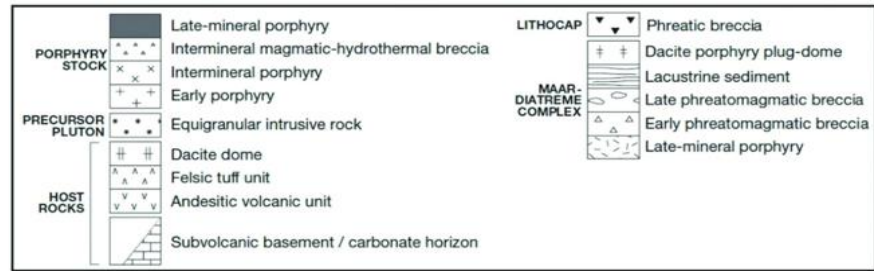 PORPHYRY
STOCK
Late-mineral porphyry
Intermineral magmatic-hydrothermal breccia
Intermineral porphyry
Early porphyry
PRECURSOR
PLUTON
Equigranular intrusive rock
HOST
ROCKS
Dacite dome
Felsic tuff unit
Andesitic volcanic unit
Subvolcanic basement / carbonate horizon
LITHOCAP
Phreatic breccia
MAAR-
DIATREME
COMPLEX
Dacite porphyry plug-dome
Lacustrine sediment
Late phreatomagmatic breccia
Early phreatomagmatic breccia
Late-mineral porphyry